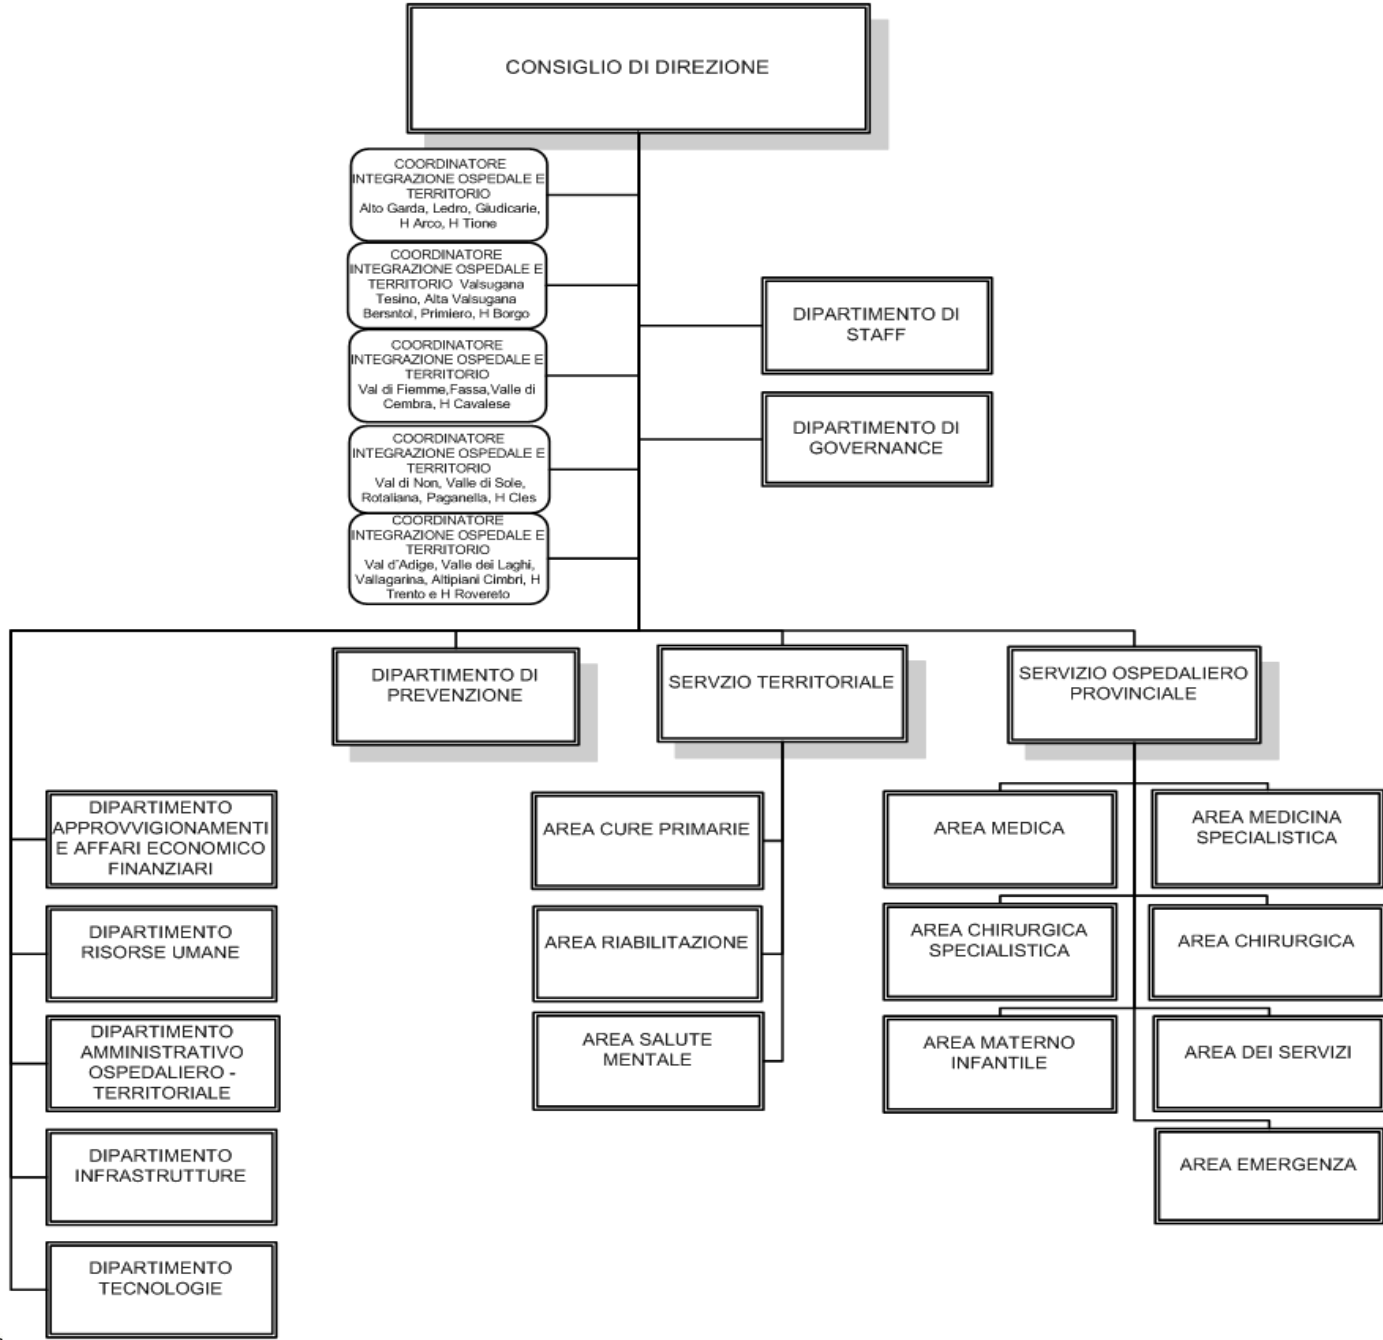 CONSIGLIO DI DIREZIONE
COORDINATORE
INTEGRAZIONE OSPEDALE E
TERRITORIO
Alto Garda, Ledro, Giudicarie,
H Arco, H Tione
COORDINATORE
INTEGRAZIONE OSPEDALE E
TERRITORIO Valsugana
Tesino, Alta Valsugana
Bersntol, Primiero, H Borgo
COORDINATORE
INTEGRAZIONE OSPEDALE E
TERRITORIO
Val di Fiemme,Fassa,Valle di
Cembra, H Cavalese
COORDINATORE
INTEGRAZIONE OSPEDALE E
TERRITORIO
Val di Non, Valle di Sole,
Rotaliana, Paganella, H Cles
COORDINATORE
INTEGRAZIONE OSPEDALE E
TERRITORIO
Val d'Adige, Valle dei Laghi,
Vallagarina, Altipiani Cimbri, H
Trento e H Rovereto
DIPARTIMENTO DI
STAFF
DIPARTIMENTO DI
GOVERNANCE
DIPARTIMENTO DI
PREVENZIONE
SERVZIO TERRITORIALE
SERVIZIO OSPEDALIERO
PROVINCIALE
DIPARTIMENTO
APPROVVIGIONAMENTI
E AFFARI ECONOMICO
FINANZIARI
DIPARTIMENTO
RISORSE UMANE
DIPARTIMENTO
AMMINISTRATIVO
OSPEDALIERO -
TERRITORIALE
DIPARTIMENTO
INFRASTRUTTURE
DIPARTIMENTO
TECNOLOGIE
AREA CURE PRIMARIE
AREA RIABILITAZIONE
AREA SALUTE
MENTALE
AREA MEDICA
AREA MEDICINA
SPECIALISTICA
AREA CHIRURGICA
SPECIALISTICA
AREA CHIRURGICA
AREA MATERNO
INFANTILE
AREA DEI SERVIZI
AREA EMERGENZA